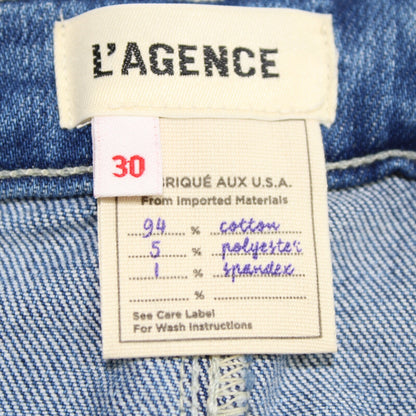 L'AGENCE
30
BRIQUÉ AUX U.S.A.
From Imported Materials
94 % cotton
5 % polyester
1 % spandex
%
See Care Label
For Wash Instructions